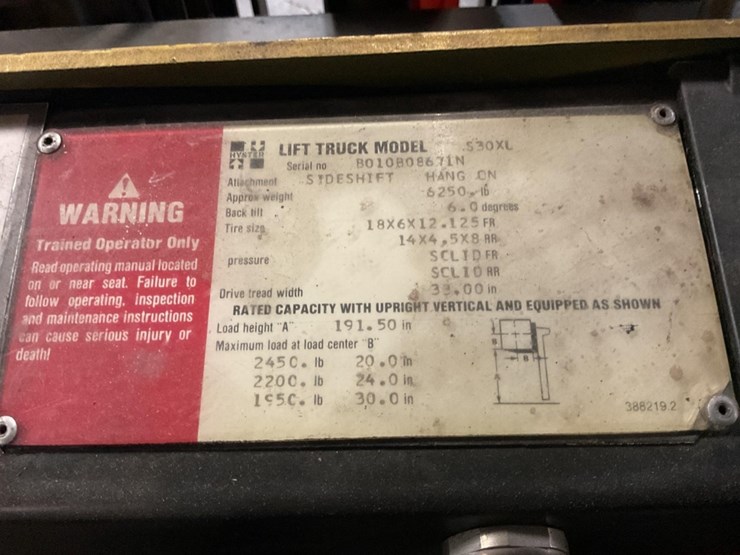 WARNING
Trained Operator Only
Read operating manual located
on or near seat. Failure to
follow operating, inspection
and maintenance instructions
can cause serious injury or
death!
HYSTER
LIFT TRUCK MODEL S30XL
Serial no B010B08671N
Attachment SIDESHIFT HANG ON
Approx weight 6250. lb
Back tilt 6.0 degrees
Tire size 18X6X12.125 FR
14X4.5X8 RR
pressure SOLID FR
SOLID RR
Drive tread width 33.00 in
RATED CAPACITY WITH UPRIGHT VERTICAL AND EQUIPPED AS SHOWN
Load height "A" 191.50 in
Maximum load at load center "B"
2450. lb 20.0 in
2200. lb 24.0 in
1950. lb 30.0 in
B
B
A
388219.2